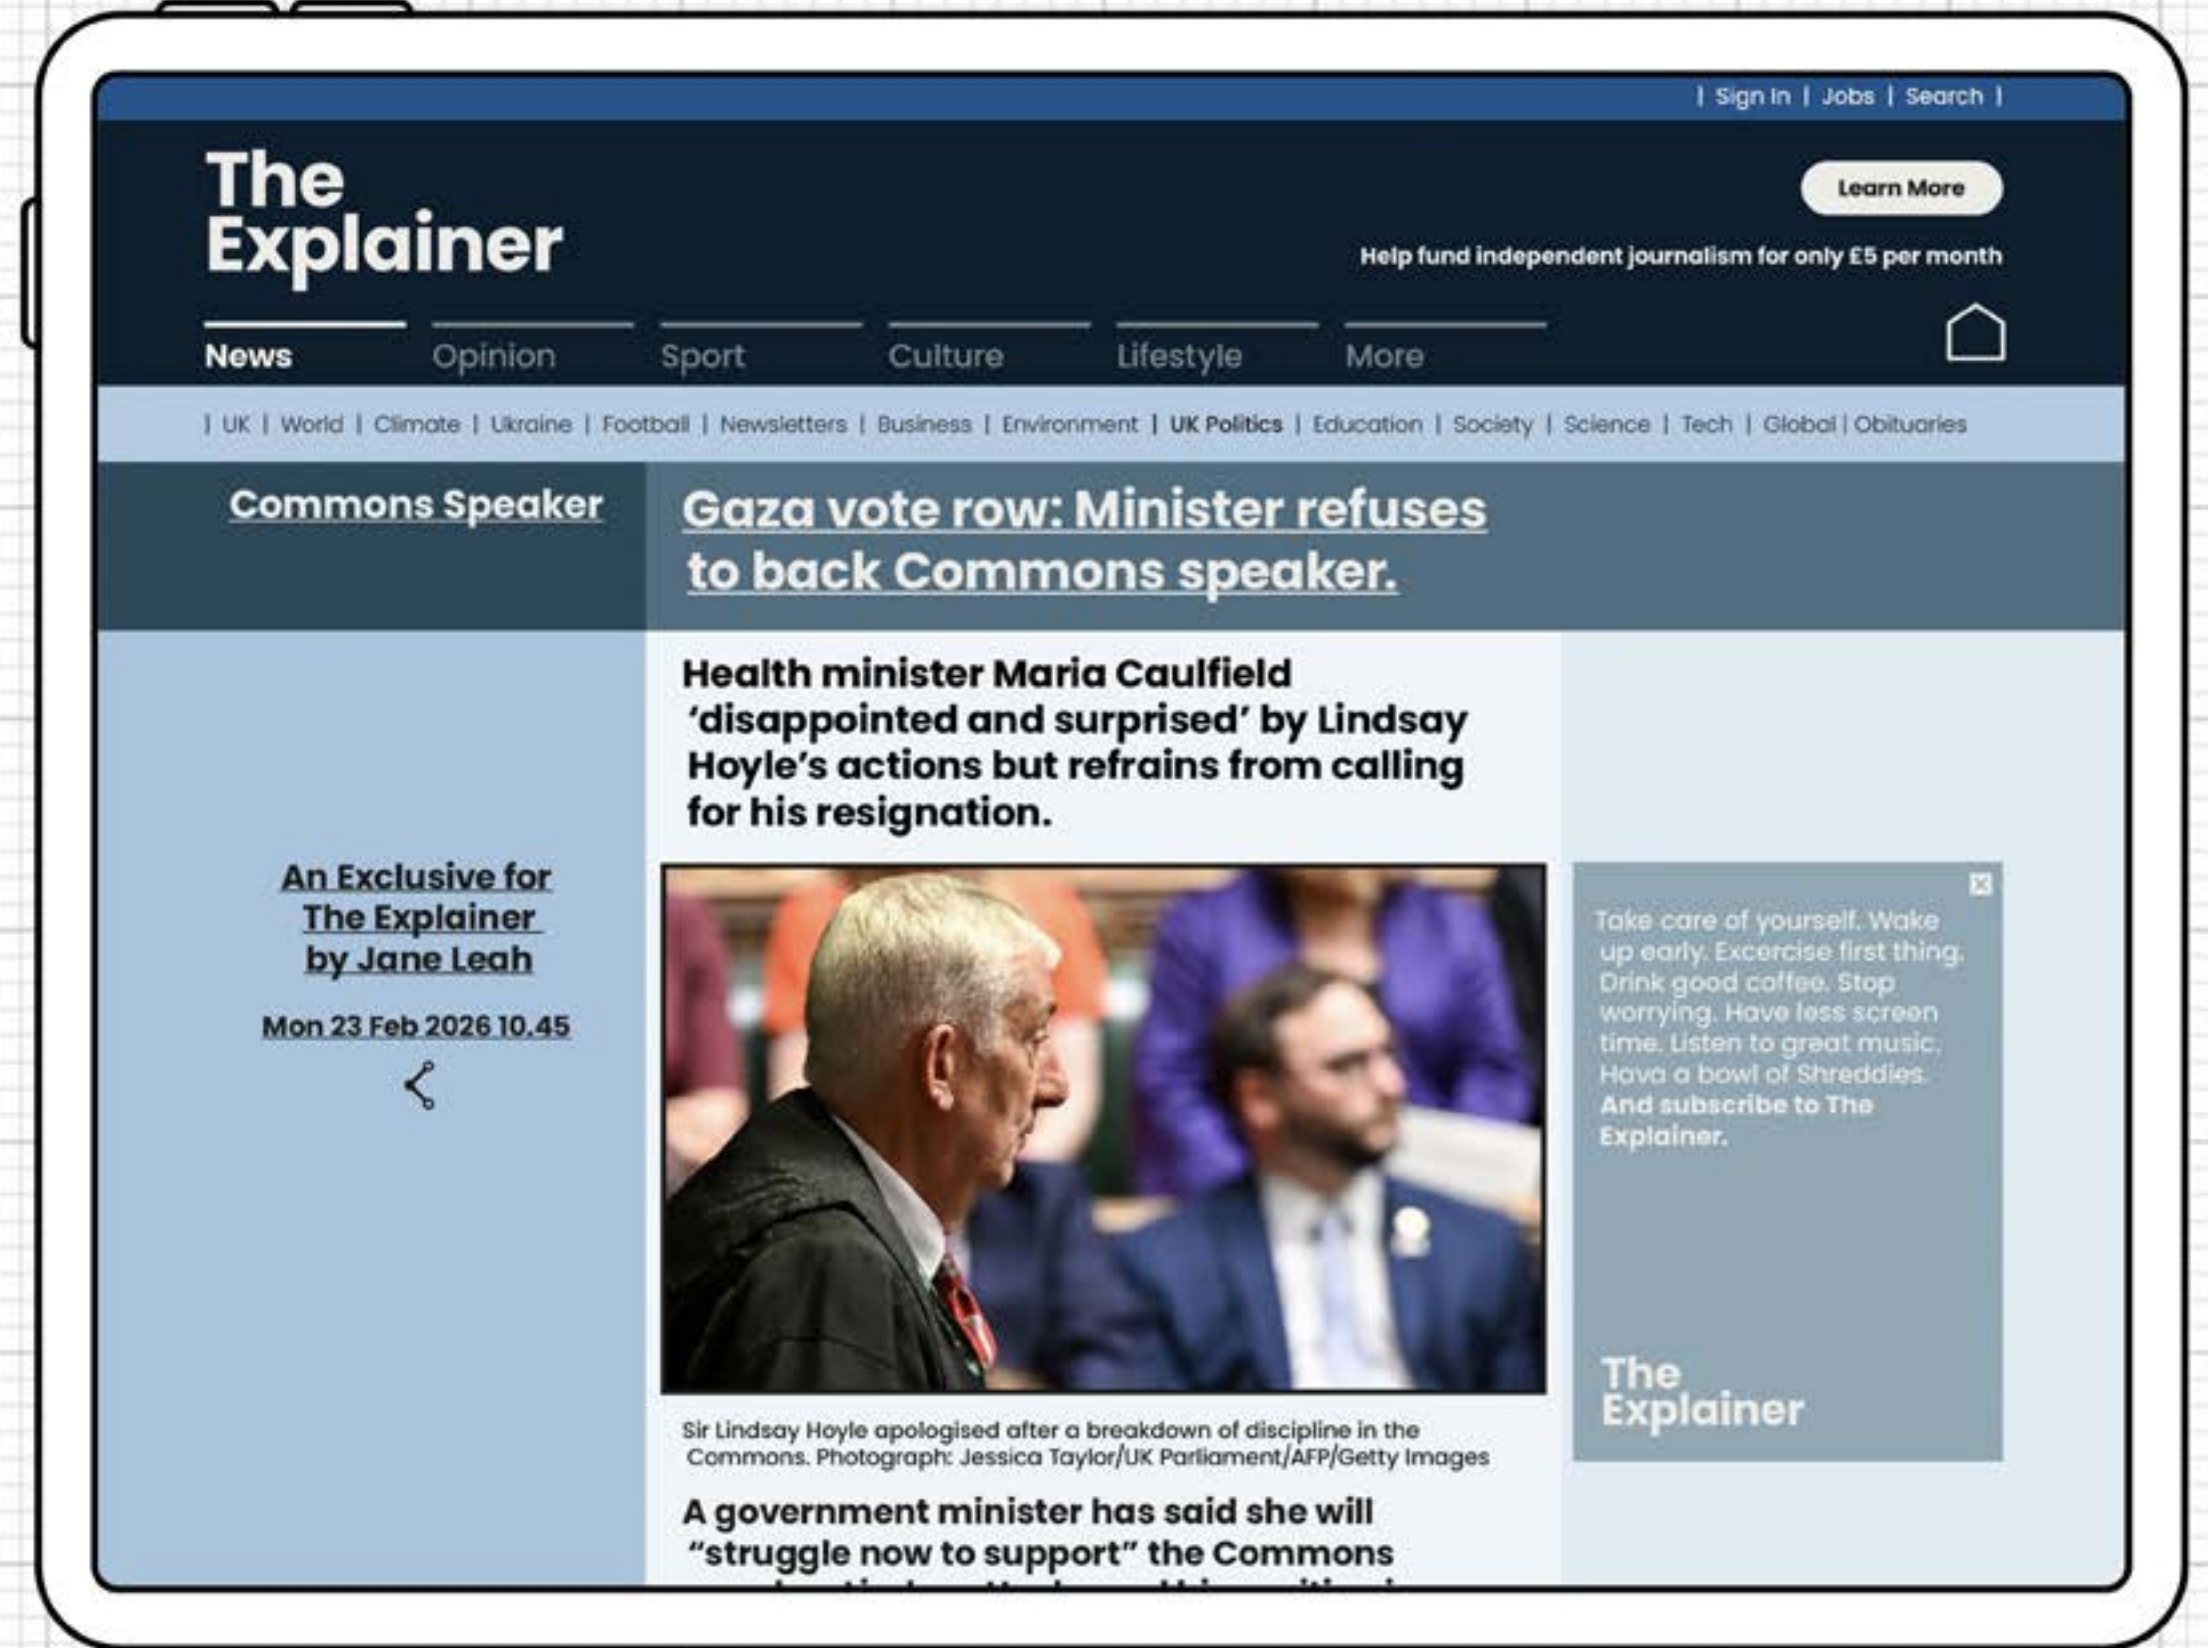 | Sign In | Jobs | Search |
The
Explainer
Learn More
Help fund independent journalism for only £5 per month
News
Opinion
Sport
Culture
Lifestyle
More
| UK | World | Climate | Ukraine | Football | Newsletters | Business | Environment | UK Politics | Education | Society | Science | Tech | Global | Obituaries
Commons Speaker
Gaza vote row: Minister refuses
to back Commons speaker.
Health minister Maria Caulfield
‘disappointed and surprised’ by Lindsay
Hoyle’s actions but refrains from calling
for his resignation.
An Exclusive for
The Explainer
by Jane Leah
Mon 23 Feb 2026 10.45
Take care of yourself. Wake
up early. Excercise first thing.
Drink good coffee. Stop
worrying. Have less screen
time. Listen to great music.
Hava a bowl of Shreddies.
And subscribe to The
Explainer.
The
Explainer
Sir Lindsay Hoyle apologised after a breakdown of discipline in the
Commons. Photograph: Jessica Taylor/UK Parliament/AFP/Getty Images
A government minister has said she will
“struggle now to support” the Commons